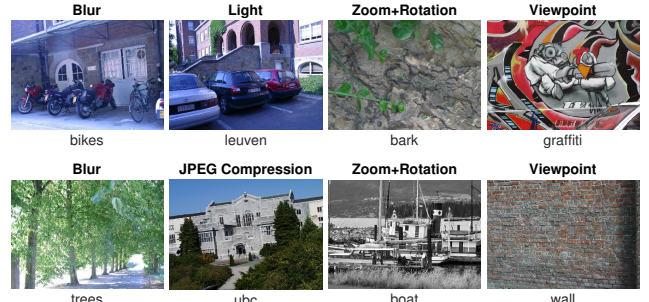 Blur Light Zoom+Rotation Viewpoint
bikes leuven bark graffiti
Blur JPEG Compression Zoom+Rotation Viewpoint
trees ubc boat wall